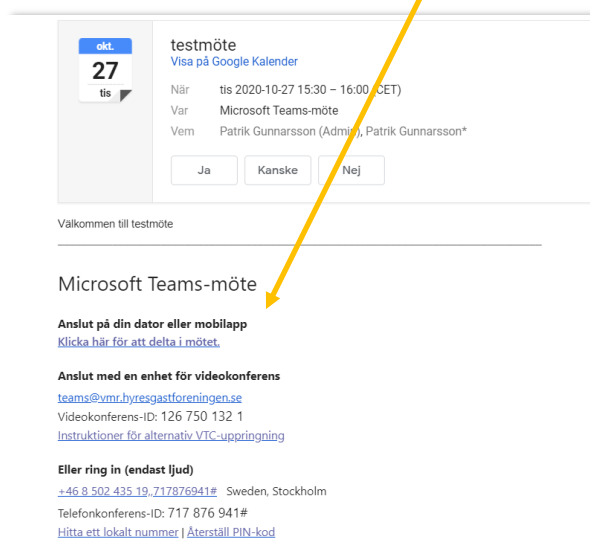 okt.
27
tis
testmöte
Visa på Google Kalender
När tis 2020-10-27 15:30 – 16:00 (CET)
Var Microsoft Teams-möte
Vem Patrik Gunnarsson (Admin), Patrik Gunnarsson*
Ja Kanske Nej
Välkommen till testmöte
Microsoft Teams-möte
Anslut på din dator eller mobilapp
Klicka här för att delta i mötet.
Anslut med en enhet för videokonferens
teams@vmr.hyresgastforeningen.se
Videokonferens-ID: 126 750 132 1
Instruktioner för alternativ VTC-uppringning
Eller ring in (endast ljud)
+46 8 502 435 19,,717876941# Sweden, Stockholm
Telefonkonferens-ID: 717 876 941#
Hitta ett lokalt nummer | Återställ PIN-kod